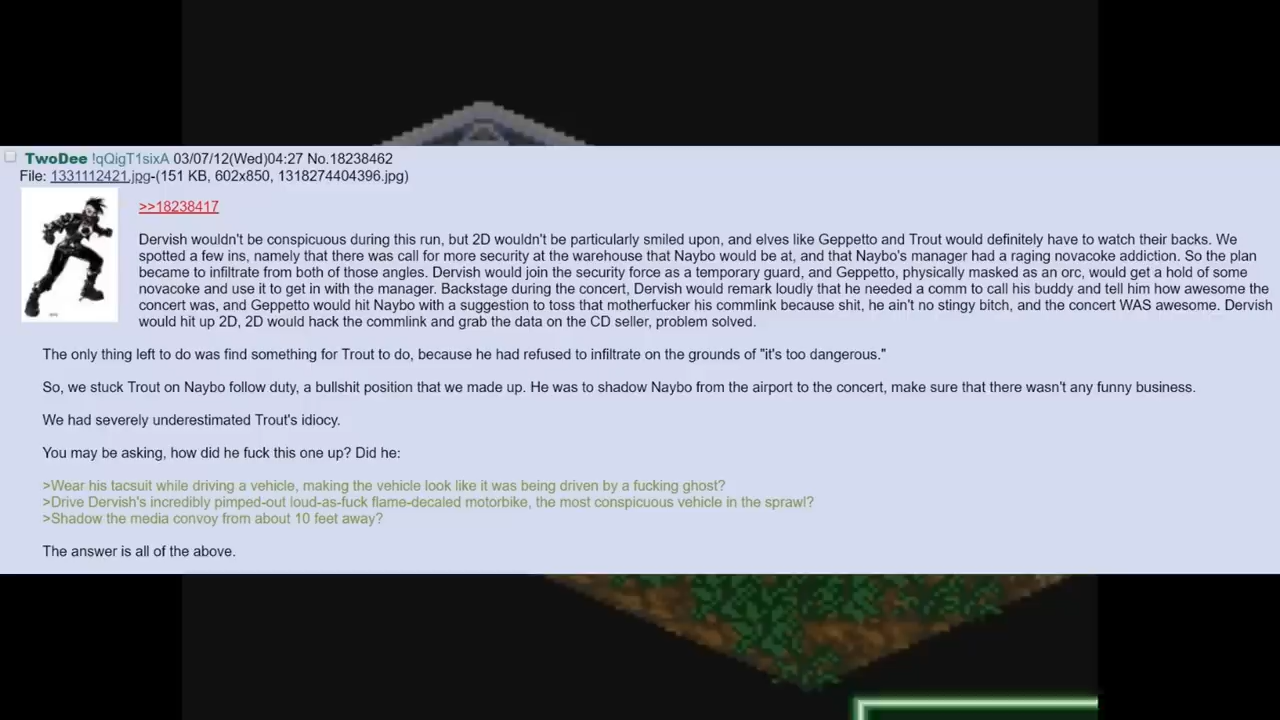 TwoDee !qQigT1sixA 03/07/12(Wed)04:27 No.18238462
File: 1331112421.jpg-(151 KB, 602x850, 1318274404396.jpg)
>>18238417
Dervish wouldn't be conspicuous during this run, but 2D wouldn't be particularly smiled upon, and elves like Geppetto and Trout would definitely have to watch their backs. We
spotted a few ins, namely that there was call for more security at the warehouse that Naybo would be at, and that Naybo's manager had a raging novacoke addiction. So the plan
became to infiltrate from both of those angles. Dervish would join the security force as a temporary guard, and Geppetto, physically masked as an orc, would get a hold of some
novacoke and use it to get in with the manager. Backstage during the concert, Dervish would remark loudly that he needed a comm to call his buddy and tell him how awesome the
concert was, and Geppetto would hit Naybo with a suggestion to toss that motherfucker his commlink because shit, he ain't no stingy bitch, and the concert WAS awesome. Dervish
would hit up 2D, 2D would hack the commlink and grab the data on the CD seller, problem solved.
The only thing left to do was find something for Trout to do, because he had refused to infiltrate on the grounds of "it's too dangerous."
So, we stuck Trout on Naybo follow duty, a bullshit position that we made up. He was to shadow Naybo from the airport to the concert, make sure that there wasn't any funny business.
We had severely underestimated Trout's idiocy.
You may be asking, how did he fuck this one up? Did he:
>Wear his tacsuit while driving a vehicle, making the vehicle look like it was being driven by a fucking ghost?
>Drive Dervish's incredibly pimped-out loud-as-fuck flame-decaled motorbike, the most conspicuous vehicle in the sprawl?
>Shadow the media convoy from about 10 feet away?
The answer is all of the above.